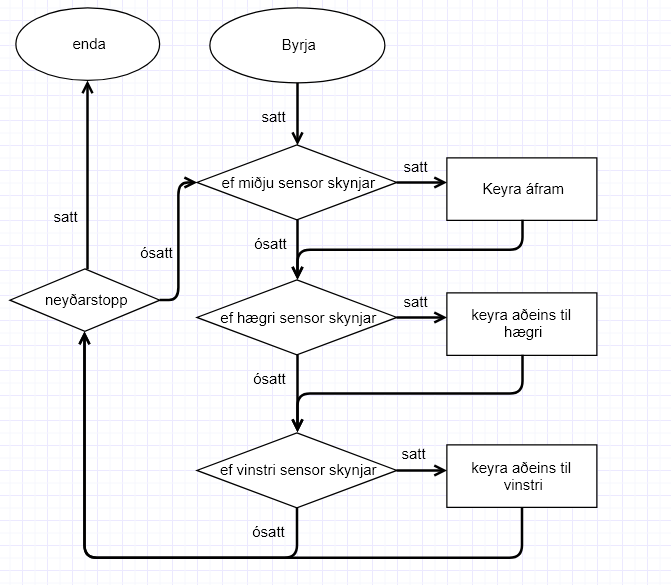 enda
Byrja
satt
ef miðju sensor skynjar
satt
Keyra áfram
satt
ósatt
ósatt
neyðarstopp
ef hægri sensor skynjar
satt
keyra aðeins til
hægri
ósatt
ef vinstri sensor skynjar
satt
keyra aðeins til
vinstri
ósatt